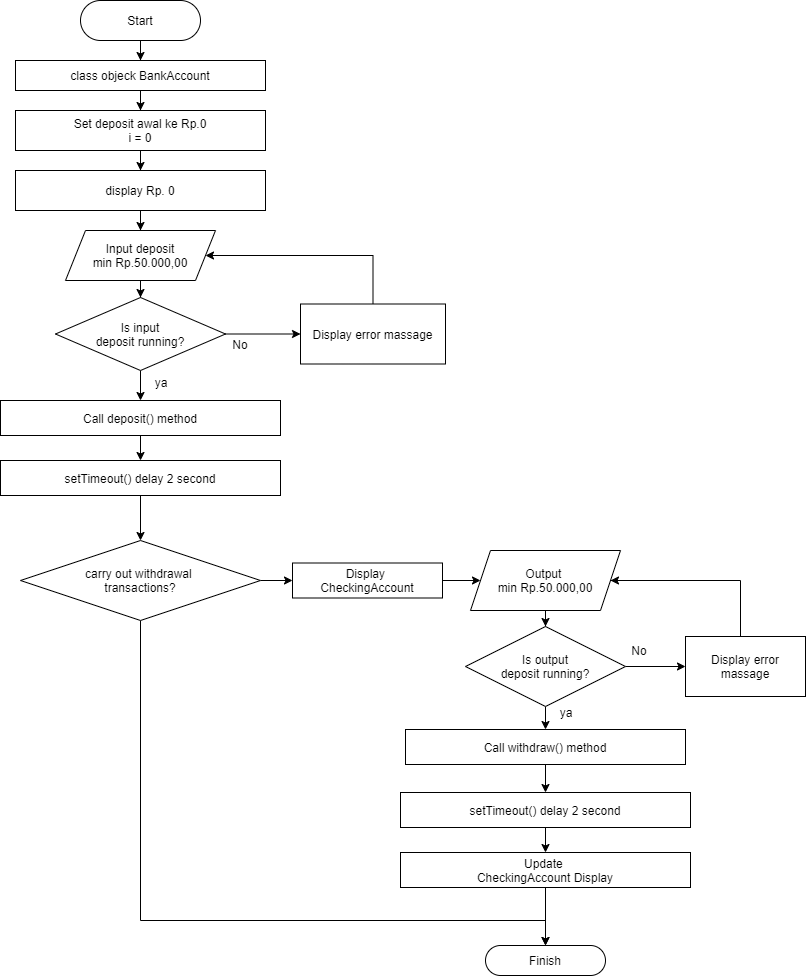 Start
class objeck BankAccount
Set deposit awal ke Rp.0
i = 0
display Rp. 0
Input deposit
min Rp.50.000,00
Is input
deposit running?
No
Display error massage
ya
Call deposit() method
setTimeout() delay 2 second
carry out withdrawal
transactions?
Display
CheckingAccount
Output
min Rp.50.000,00
Is output
deposit running?
No
Display error
massage
ya
Call withdraw() method
setTimeout() delay 2 second
Update
CheckingAccount Display
Finish